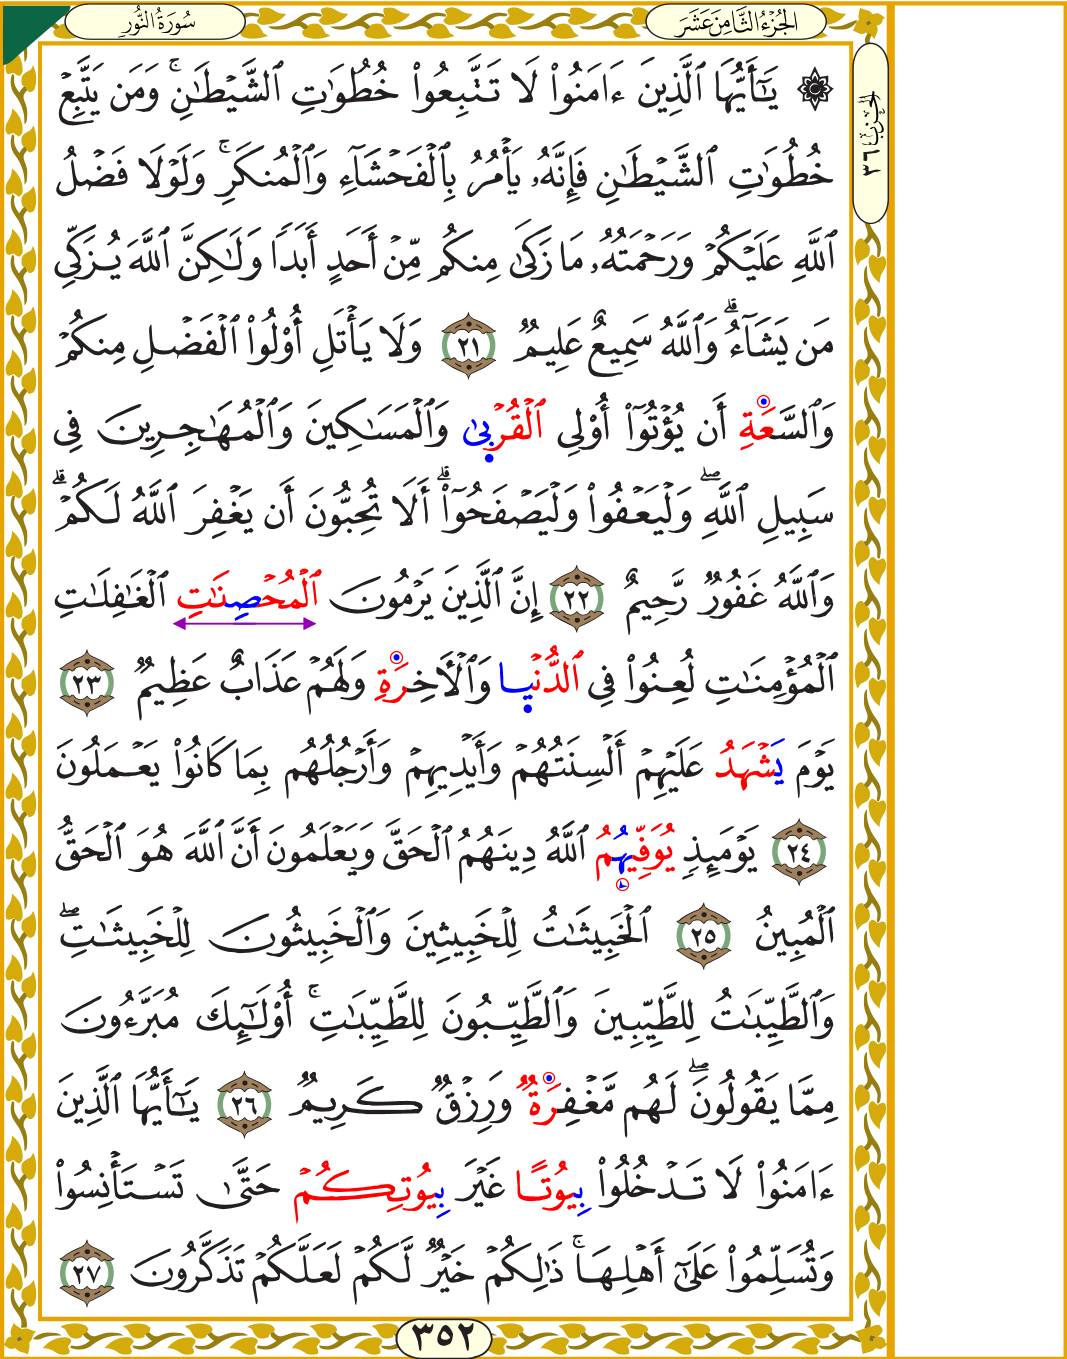 سُورَةُ النُّورِ
الجُزْءُ الثَّامِنَ عَشَرَ
الحِزب ٣٦
۞ يَٰٓأَيُّهَا ٱلَّذِينَ ءَامَنُوا۟ لَا تَتَّبِعُوا۟ خُطُوَٰتِ ٱلشَّيْطَٰنِ ۚ وَمَن يَتَّبِعْ
خُطُوَٰتِ ٱلشَّيْطَٰنِ فَإِنَّهُۥ يَأْمُرُ بِٱلْفَحْشَآءِ وَٱلْمُنكَرِ ۚ وَلَوْلَا فَضْلُ
ٱللَّهِ عَلَيْكُمْ وَرَحْمَتُهُۥ مَا زَكَىٰ مِنكُم مِّنْ أَحَدٍ أَبَدًا وَلَٰكِنَّ ٱللَّهَ يُزَكِّى
مَن يَشَآءُ ۗ وَٱللَّهُ سَمِيعٌ عَلِيمٌ ٢١ وَلَا يَأْتَلِ أُو۟لُوا۟ ٱلْفَضْلِ مِنكُمْ
وَٱلسَّعَةِ أَن يُؤْتُوٓا۟ أُو۟لِى ٱلْقُرْبَىٰ وَٱلْمَسَٰكِينَ وَٱلْمُهَٰجِرِينَ فِى
سَبِيلِ ٱللَّهِ ۖ وَلْيَعْفُوا۟ وَلْيَصْفَحُوٓا۟ ۗ أَلَا تُحِبُّونَ أَن يَغْفِرَ ٱللَّهُ لَكُمْ ۗ
وَٱللَّهُ غَفُورٌ رَّحِيمٌ ٢٢ إِنَّ ٱلَّذِينَ يَرْمُونَ ٱلْمُحْصِنَٰتِ ٱلْغَٰفِلَٰتِ
ٱلْمُؤْمِنَٰتِ لُعِنُوا۟ فِى ٱلدُّنْيَا وَٱلْـَٔاخِرَةِ وَلَهُمْ عَذَابٌ عَظِيمٌ ٢٣
يَوْمَ يَشْهَدُ عَلَيْهِمْ أَلْسِنَتُهُمْ وَأَيْدِيهِمْ وَأَرْجُلُهُم بِمَا كَانُوا۟ يَعْمَلُونَ
٢٤ يَوْمَئِذٍ يُوَفِّيهُمُ ٱللَّهُ دِينَهُمُ ٱلْحَقَّ وَيَعْلَمُونَ أَنَّ ٱللَّهَ هُوَ ٱلْحَقُّ
ٱلْمُبِينُ ٢٥ ٱلْخَبِيثَٰتُ لِلْخَبِيثِينَ وَٱلْخَبِيثُونَ لِلْخَبِيثَٰتِ ۖ
وَٱلطَّيِّبَٰتُ لِلطَّيِّبِينَ وَٱلطَّيِّبُونَ لِلطَّيِّبَٰتِ ۚ أُو۟لَٰٓئِكَ مُبَرَّءُونَ
مِمَّا يَقُولُونَ ۖ لَهُم مَّغْفِرَةٌ وَرِزْقٌ كَرِيمٌ ٢٦ يَٰٓأَيُّهَا ٱلَّذِينَ
ءَامَنُوا۟ لَا تَدْخُلُوا۟ بِيُوتًا غَيْرَ بِيُوتِكُمْ حَتَّىٰ تَسْتَأْنِسُوا۟
وَتُسَلِّمُوا۟ عَلَىٰٓ أَهْلِهَا ۚ ذَٰلِكُمْ خَيْرٌ لَّكُمْ لَعَلَّكُمْ تَذَكَّرُونَ ٢٧
٣٥٢